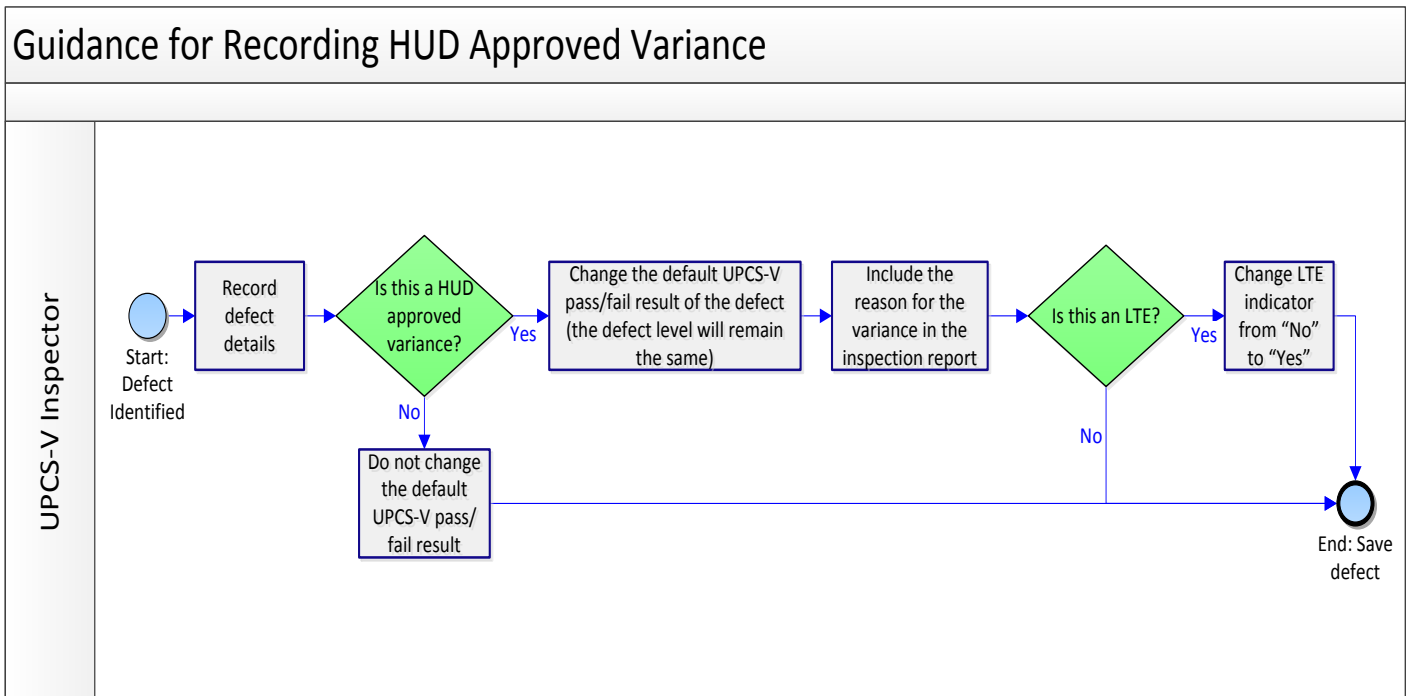 Guidance for Recording HUD Approved Variance
UPCS-V Inspector
Start:
Defect
Identified
Record
defect
details
Is this a HUD
approved
variance?
Yes
No
Change the default UPCS-V
pass/fail result of the defect
(the defect level will remain
the same)
Include the
reason for the
variance in the
inspection report
Is this an LTE?
Yes
No
Change LTE
indicator
from “No”
to “Yes”
Do not change
the default
UPCS-V pass/
fail result
End: Save
defect